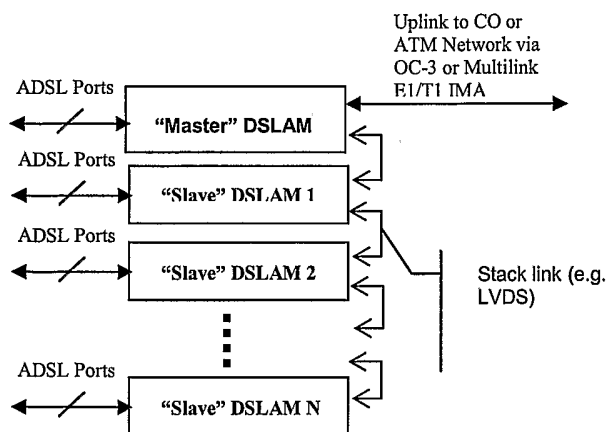 Uplink to CO or
ATM Network via
OC-3 or Multilink
E1/T1 IMA
ADSL Ports
"Master" DSLAM
ADSL Ports
"Slave" DSLAM 1
ADSL Ports
"Slave" DSLAM 2
Stack link (e.g.
LVDS)
ADSL Ports
"Slave" DSLAM N